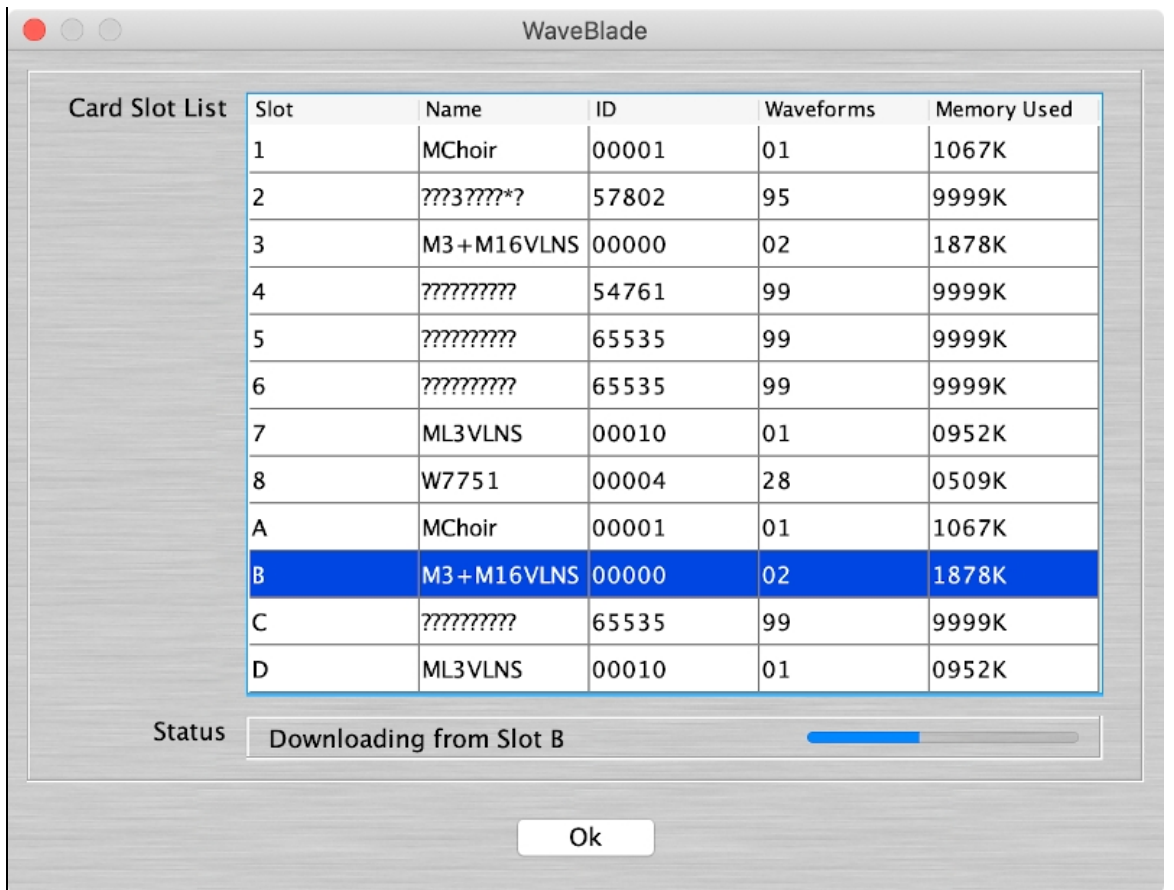 WaveBlade
Card Slot List
Slot Name ID Waveforms Memory Used
1 MChoir 00001 01 1067K
2 ???3????*? 57802 95 9999K
3 M3+M16VLNS 00000 02 1878K
4 ?????????? 54761 99 9999K
5 ?????????? 65535 99 9999K
6 ?????????? 65535 99 9999K
7 ML3VLNS 00010 01 0952K
8 W7751 00004 28 0509K
A MChoir 00001 01 1067K
B M3+M16VLNS 00000 02 1878K
C ?????????? 65535 99 9999K
D ML3VLNS 00010 01 0952K
Status Downloading from Slot B
Ok